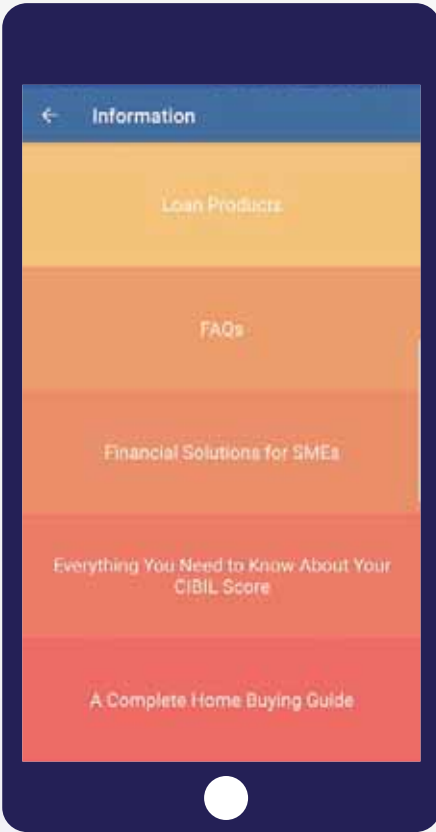 Information
Loan Products
FAQs
Financial Solutions for SMEs
Everything You Need to Know About Your
CIBIL Score
A Complete Home Buying Guide